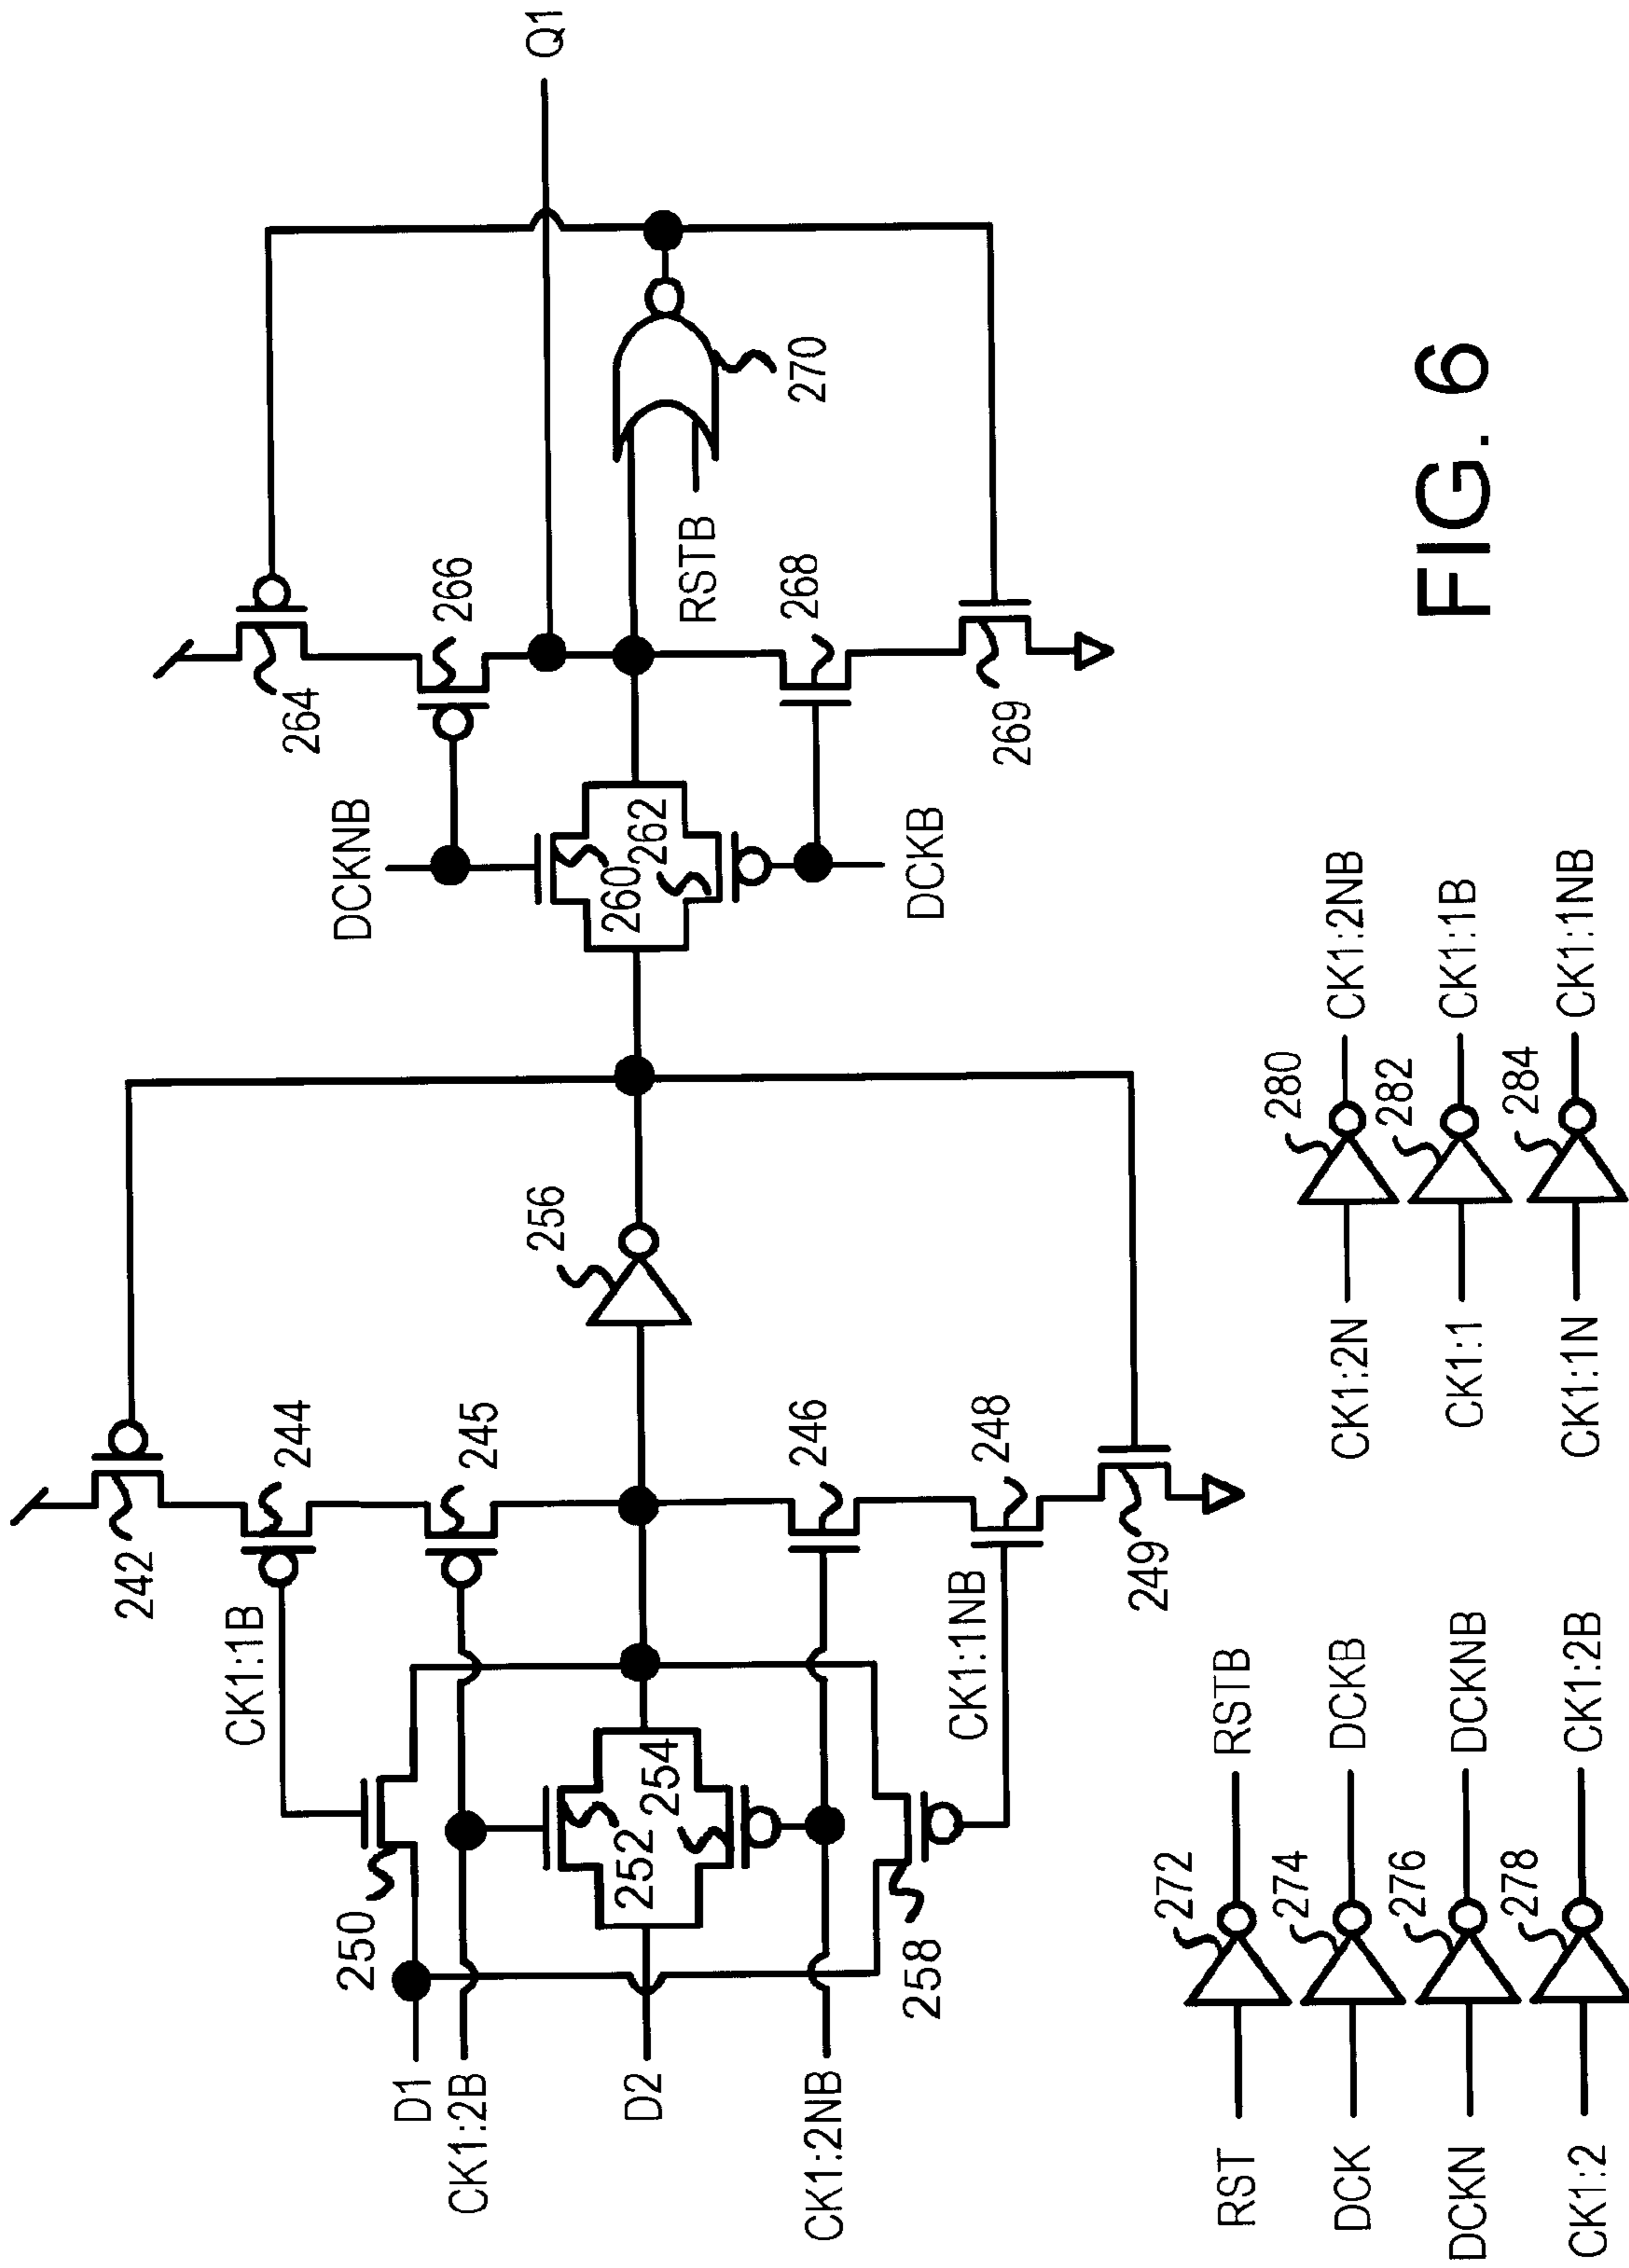 242
244
245
CK1:1B
250
D1
CK1:2B
252
254
D2
256
246
CK1:2NB
CK1:1NB
248
258
249
264
266
Q1
DCKNB
260
262
RSTB
270
268
DCKB
269
RST
272
RSTB
DCK
274
DCKB
DCKN
276
DCKNB
CK1:2
278
CK1:2B
CK1:2N
280
CK1:2NB
CK1:1
282
CK1:1B
CK1:1N
284
CK1:1NB
FIG. 6